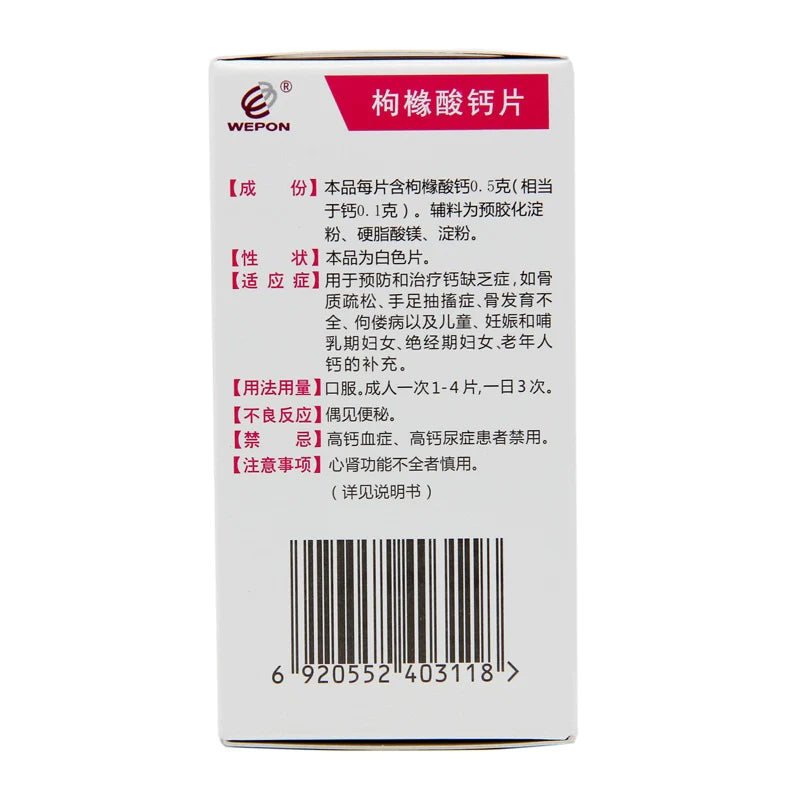 WEPON
®
枸橼酸钙片
【成 份】本品每片含枸橼酸钙0.5克(相当
于钙0.1克)。辅料为预胶化淀
粉、硬脂酸镁、淀粉。
【性 状】本品为白色片。
【适 应 症】用于预防和治疗钙缺乏症,如骨
质疏松、手足抽搐症、骨发育不
全、佝偻病以及儿童、妊娠和哺
乳期妇女、绝经期妇女、老年人
钙的补充。
【用法用量】口服。成人一次1-4片,一日3次。
【不良反应】偶见便秘。
【禁 忌】高钙血症、高钙尿症患者禁用。
【注意事项】心肾功能不全者慎用。
(详见说明书)
6 920552 403118 >